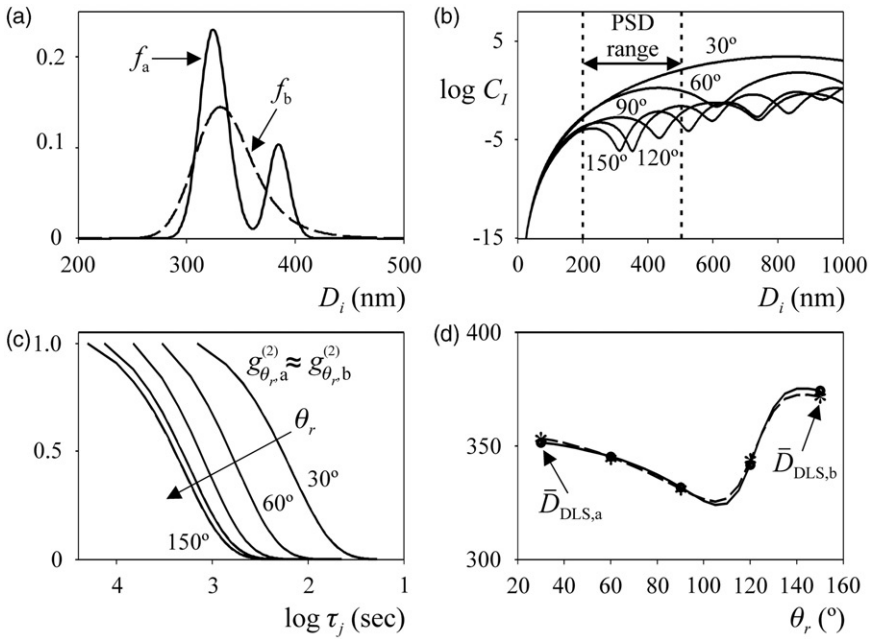 (a)
0.2
0.1
0
f_a
f_b
200 300 400 500
D_i (nm)
(b)
5
log C_I
-5
-15
PSD
range
30º
60º
90º
150º 120º
0 200 400 600 800 1000
D_i (nm)
(c)
1.0
0.5
0
g^(2)_θr,a ≈ g^(2)_θr,b
θ_r
30º
60º
150º
4 3 2 1
log τ_j (sec)
(d)
400
350
300
D̄_DLS,a
D̄_DLS,b
20 40 60 80 100 120 140 160
θ_r (º)